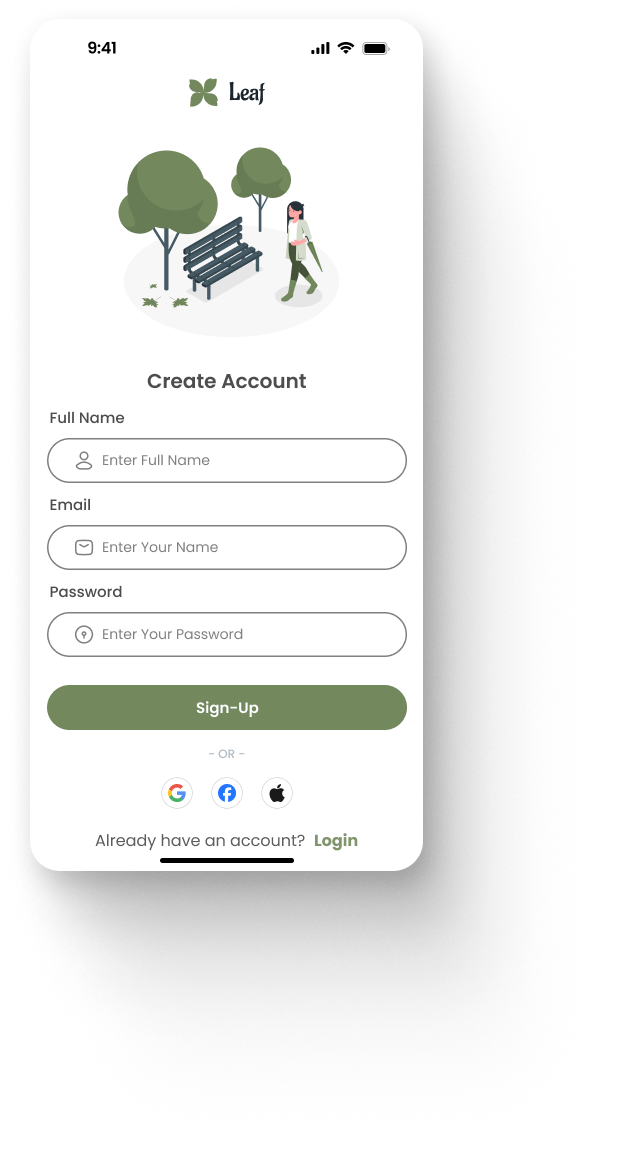 9:41
Leaf
Create Account
Full Name
Enter Full Name
Email
Enter Your Name
Password
Enter Your Password
Sign-Up
- OR -
Already have an account? Login